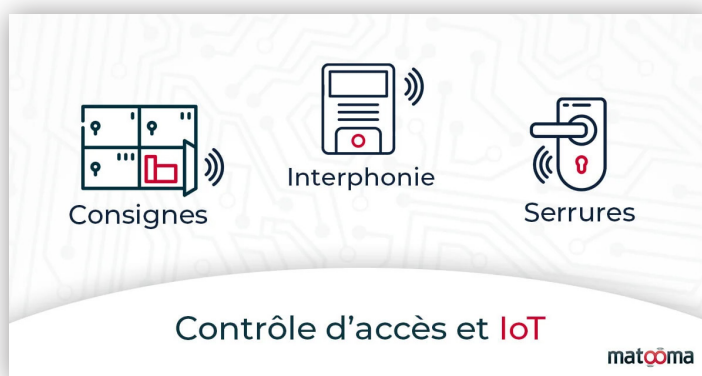 Consignes
Interphonie
Serrures
Contrôle d'accès et IoT
matooma